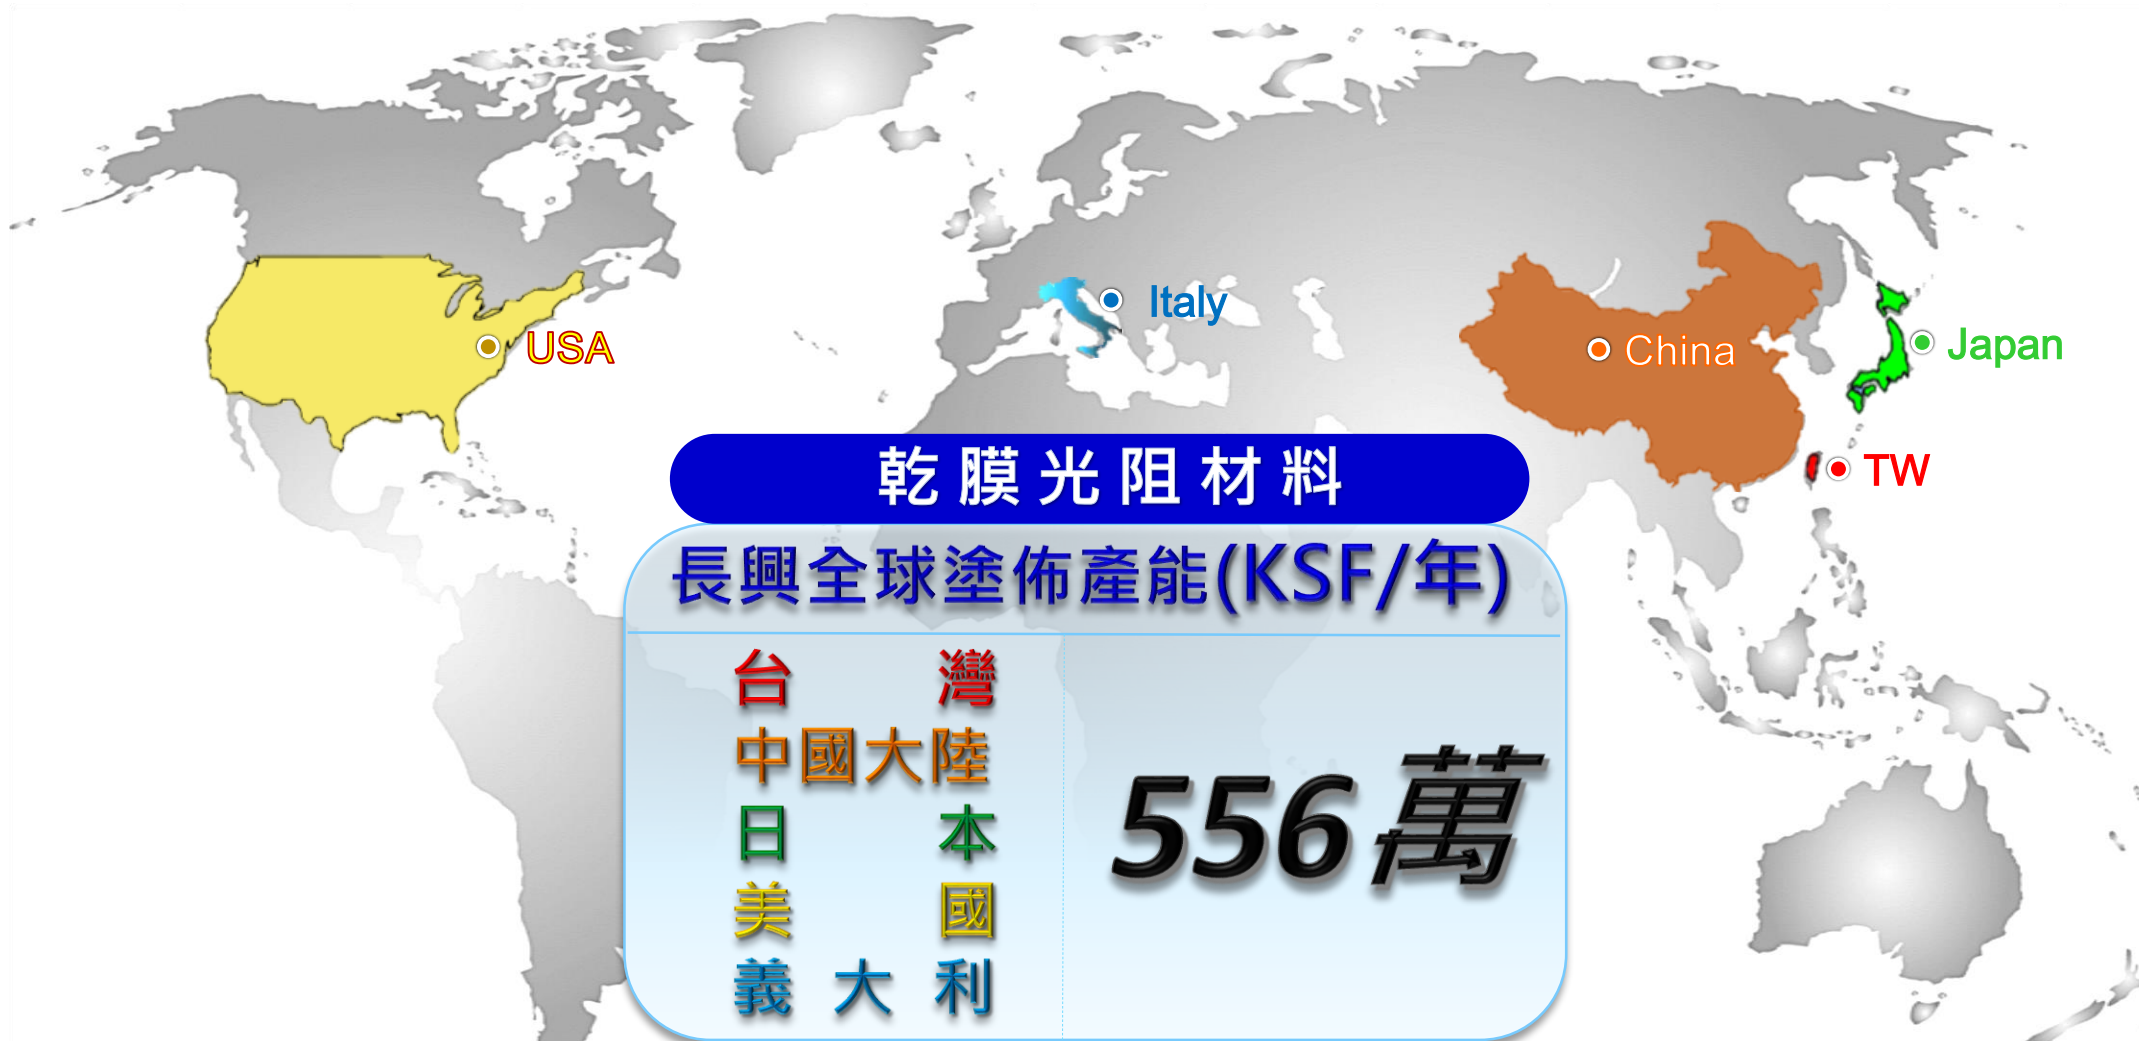 Italy
USA
China
Japan
TW
乾膜光阻材料
長興全球塗佈產能(KSF/年)
台灣
中國大陸
日本
美國
義大利
556萬